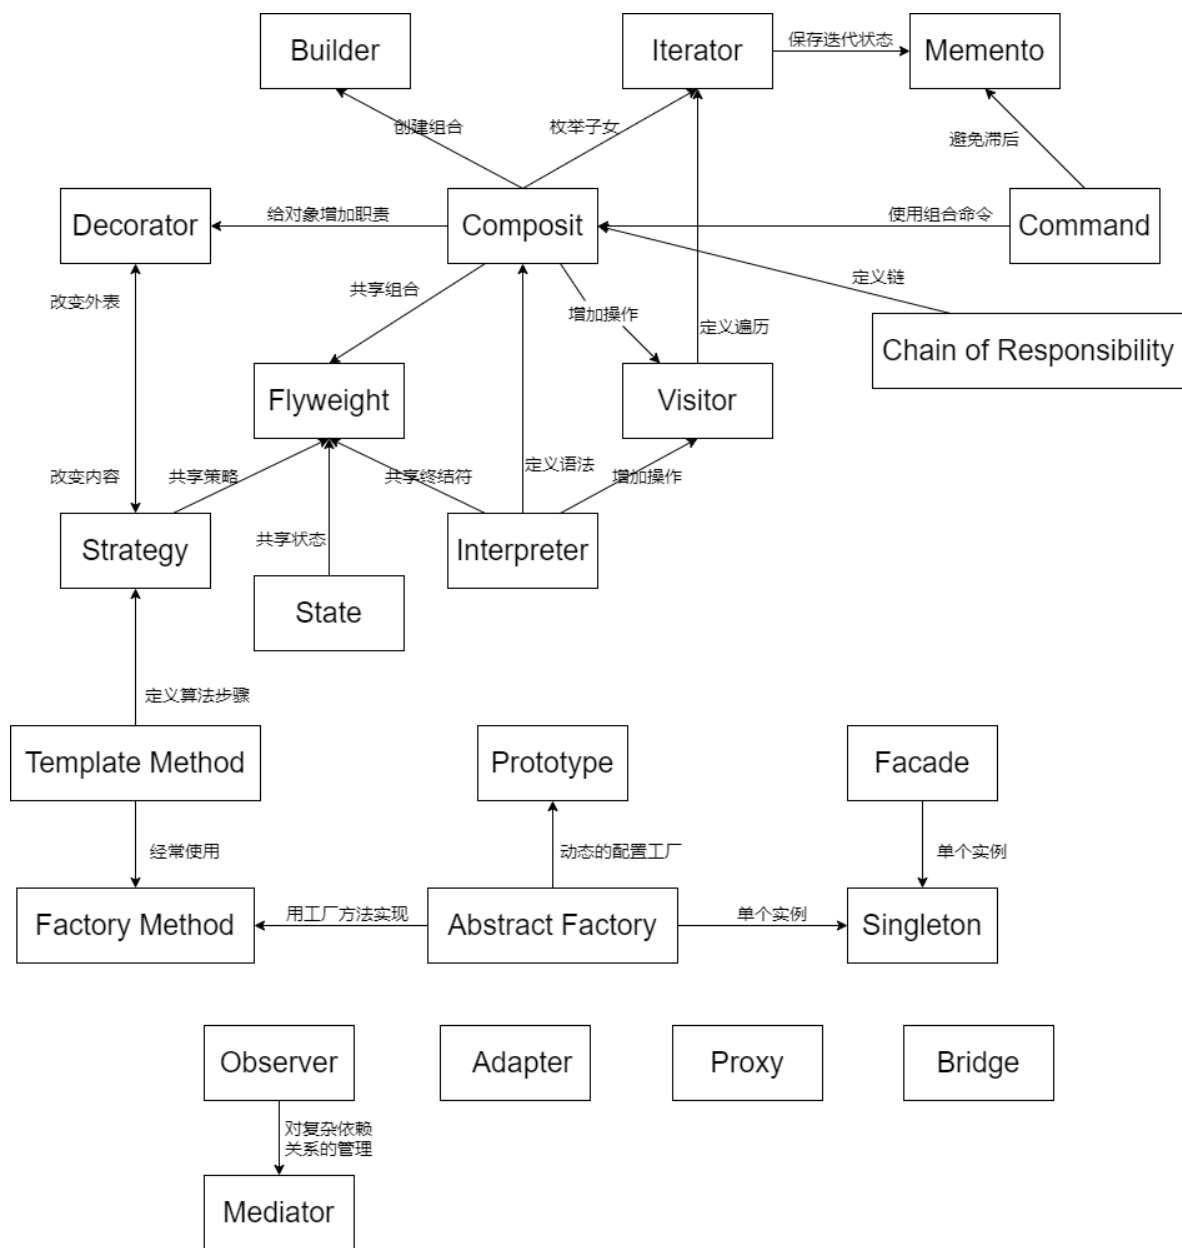 Builder
Iterator
保存迭代状态
Memento
创建组合
枚举子女
避免滞后
Decorator
给对象增加职责
Composit
使用组合命令
Command
改变外表
共享组合
增加操作
定义遍历
定义链
Chain of Responsibility
Flyweight
Visitor
改变内容
共享策略
共享终结符
定义语法
增加操作
Strategy
共享状态
Interpreter
State
定义算法步骤
Template Method
Prototype
Facade
经常使用
动态的配置工厂
单个实例
Factory Method
用工厂方法实现
Abstract Factory
单个实例
Singleton
Observer
Adapter
Proxy
Bridge
对复杂依赖
关系的管理
Mediator